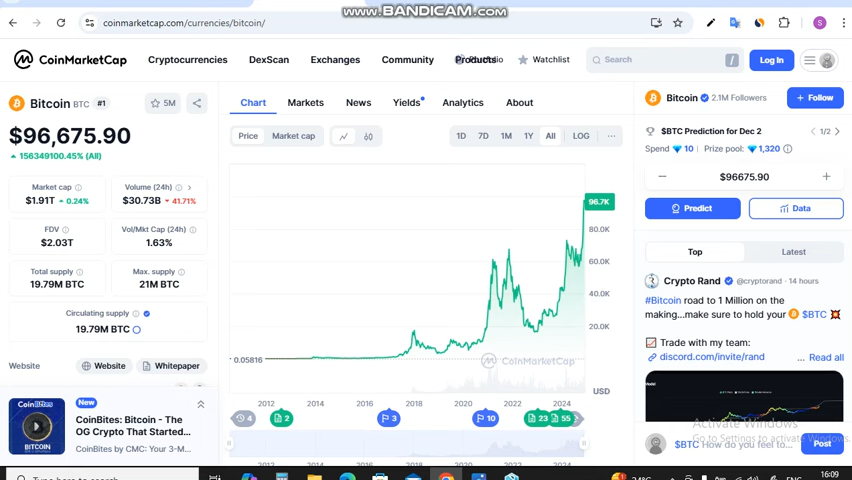 www.BANDICAM.com
coinmarketcap.com/currencies/bitcoin/
CoinMarketCap
Cryptocurrencies DexScan Exchanges Community Products Watchlist Search / Log In
Bitcoin BTC #1 5M
$96,675.90
156349100.45% (All)
Market cap Volume (24h)
$1.91T 0.24% $30.73B 41.71%
FDV Vol/Mkt Cap (24h)
$2.03T 1.63%
Total supply Max. supply
19.79M BTC 21M BTC
Circulating supply
19.79M BTC
Website Website Whitepaper
New
CoinBites: Bitcoin - The
OG Crypto That Started...
CoinBites by CMC: Your 3-M...
CoinBites
BITCOIN
Chart Markets News Yields Analytics About
Price Market cap 1D 7D 1M 1Y All LOG ...
96.7K
80.0K
60.0K
40.0K
20.0K
0.05816
CoinMarketCap
USD
2012 2014 2016 2018 2020 2022 2024
4 2 3 10 23 55
2012 2014 2016 2018 2020 2022 2024
Bitcoin 2.1M Followers + Follow
$BTC Prediction for Dec 2 1/2
Spend 10 Prize pool: 1,320
$96675.90
Predict Data
Top Latest
Crypto Rand @cryptorand · 14 hours
#Bitcoin road to 1 Million on the
making...make sure to hold your $BTC
Trade with my team:
discord.com/invite/rand ... Read all
Activate Windows
Go to Settings to activate Windows.
$BTC How do you feel to... Post
16:09